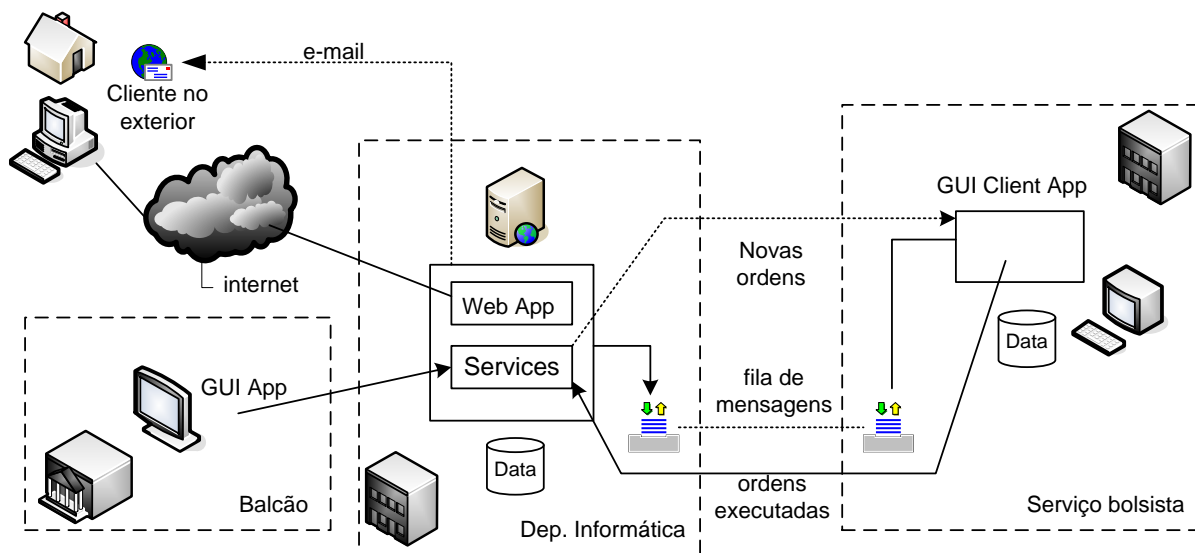 e-mail
Cliente no
exterior
internet
GUI App
Balcão
Web App
Services
Data
Dep. Informática
Novas
ordens
fila de
mensagens
ordens
executadas
GUI Client App
Data
Serviço bolsista